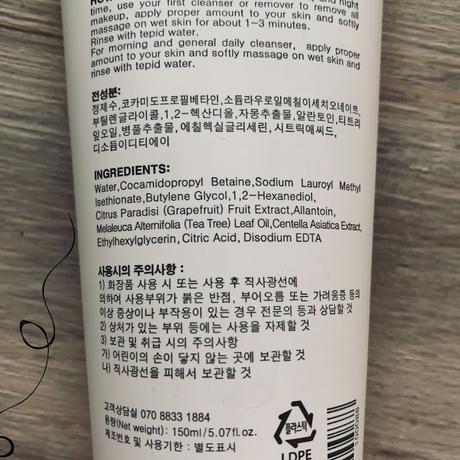 and night
time, use your first cleanser or remover to remove all
makeup, apply proper amount to your skin and softly
massage on wet skin for about 1~3 minutes.
Rinse with tepid water.
For morning and general daily cleanser, apply proper
amount to your skin and softly massage on wet skin and
rinse with tepid water.
전성분:
정제수,코카미도프로필베타인,소듐라우로일메칠이세치오네이트,
부틸렌글라이콜,1,2-헥산디올,자몽추출물,알란토인,티트리
잎오일,병풀추출물,에칠헥실글리세린,시트릭애씨드,
디소듐이디티에이
INGREDIENTS:
Water,Cocamidopropyl Betaine,Sodium Lauroyl Methyl
Isethionate,Butylene Glycol,1,2-Hexanediol,
Citrus Paradisi (Grapefruit) Fruit Extract,Allantoin,
Melaleuca Alternifolia (Tea Tree) Leaf Oil,Centella Asiatica Extract,
Ethylhexylglycerin, Citric Acid, Disodium EDTA
사용시의 주의사항 :
1) 화장품 사용 시 또는 사용 후 직사광선에
의하여 사용부위가 붉은 반점, 부어오름 또는 가려움증 등의
이상 증상이나 부작용이 있는 경우 전문의 등과 상담할 것
2) 상처가 있는 부위 등에는 사용을 자제할 것
3) 보관 및 취급 시의 주의사항
가) 어린이의 손이 닿지 않는 곳에 보관할 것
나) 직사광선을 피해서 보관할 것
고객상담실 070 8833 1884
용량(Net weight): 150ml/5.07fl.oz.
제조번호 및 사용기한 : 별도표시
플라스틱
LDPE